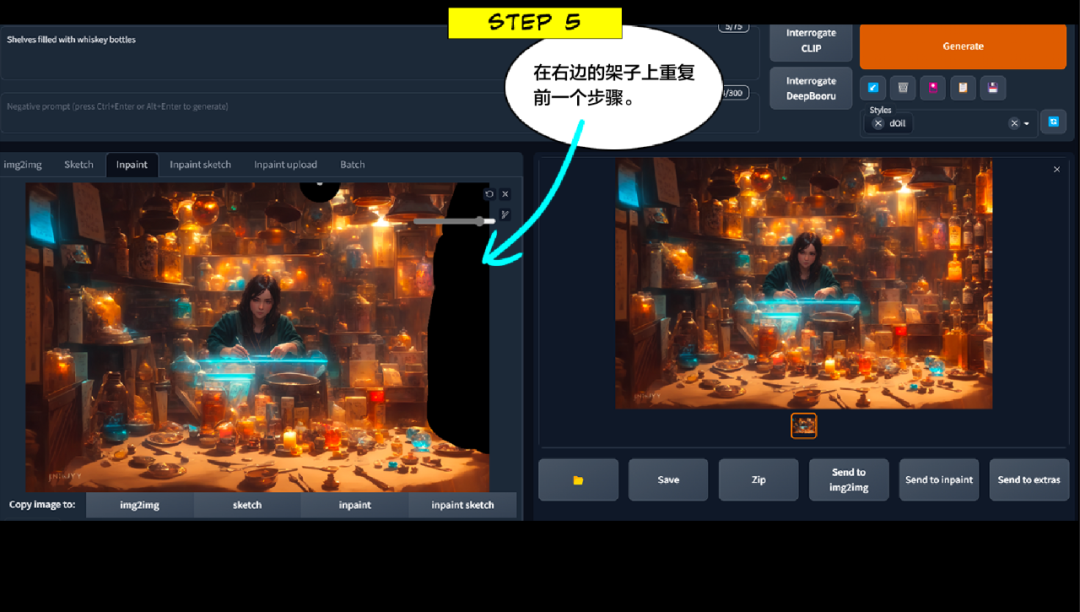 STEP 5
在右边的架子上重复
前一个步骤。
Shelves filled with whiskey bottles
5/75
Negative prompt (press Ctrl+Enter or Alt+Enter to generate)
/300
Interrogate
CLIP
Interrogate
DeepBooru
Generate
Styles
dOil
img2img
Sketch
Inpaint
Inpaint sketch
Inpaint upload
Batch
Copy image to:
img2img
sketch
inpaint
inpaint sketch
Save
Zip
Send to
img2img
Send to inpaint
Send to extras